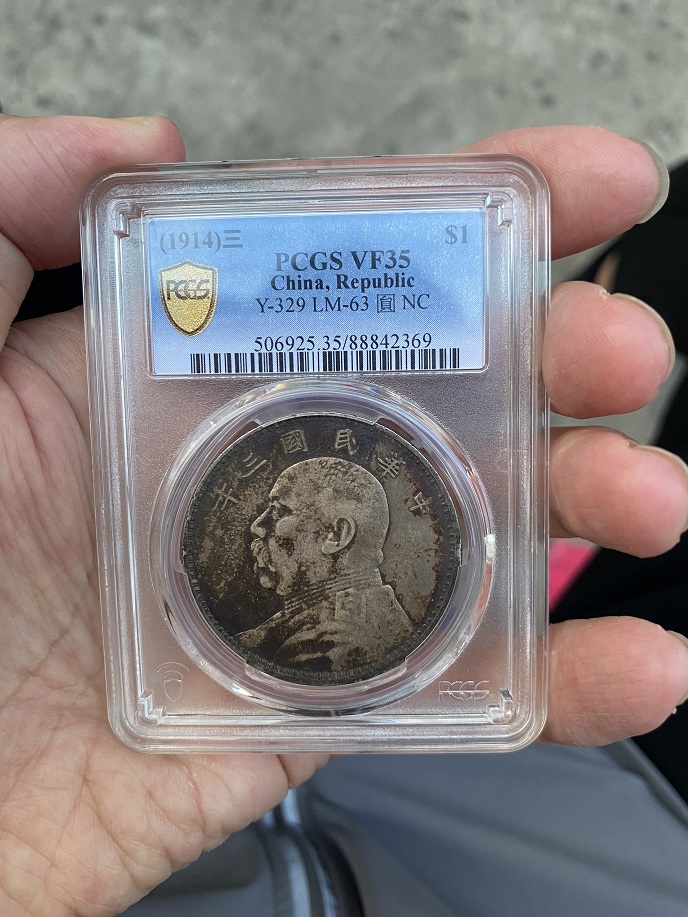 (1914)三 $1
PCGS VF35
China, Republic
Y-329 LM-63 圓 NC
PCGS
506925.35/88842369
中華民國三年
PCGS